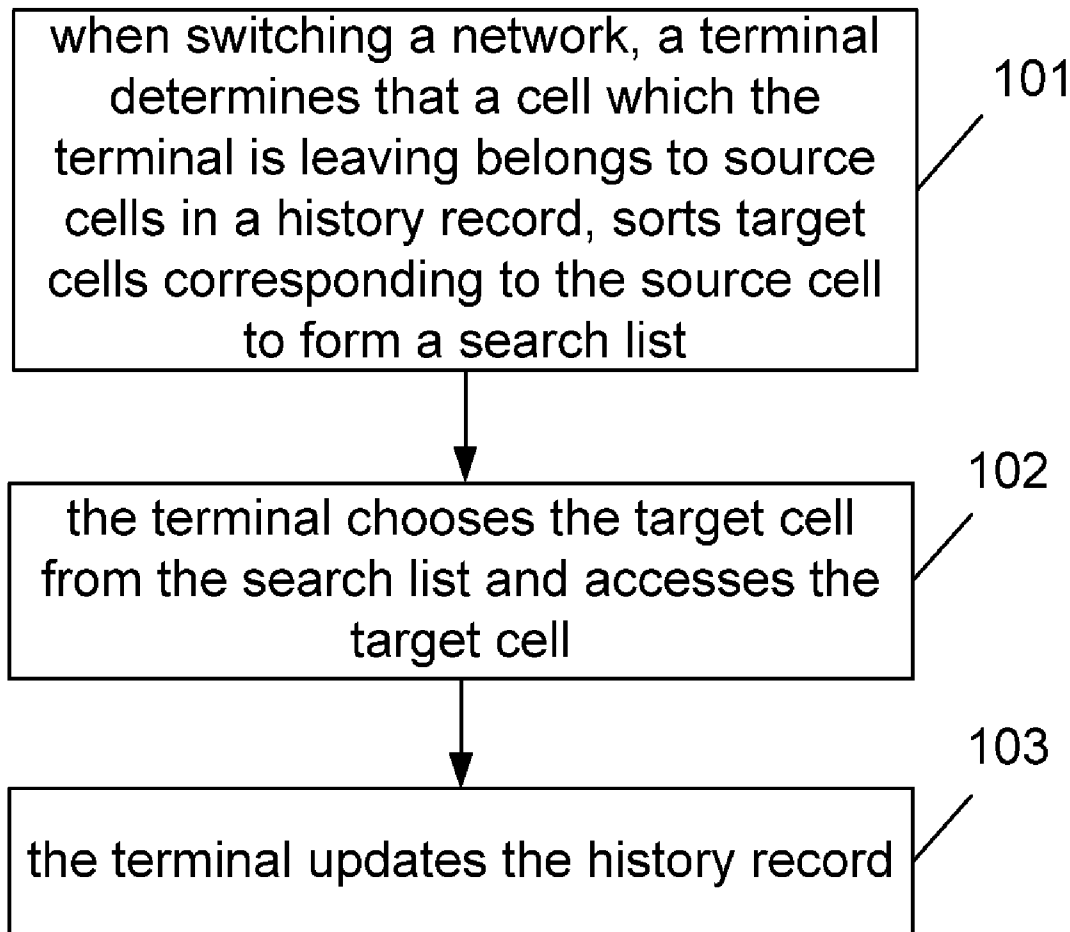 when switching a network, a terminal
determines that a cell which the
terminal is leaving belongs to source
cells in a history record, sorts target
cells corresponding to the source cell
to form a search list
101
the terminal chooses the target cell
from the search list and accesses the
target cell
102
the terminal updates the history record
103